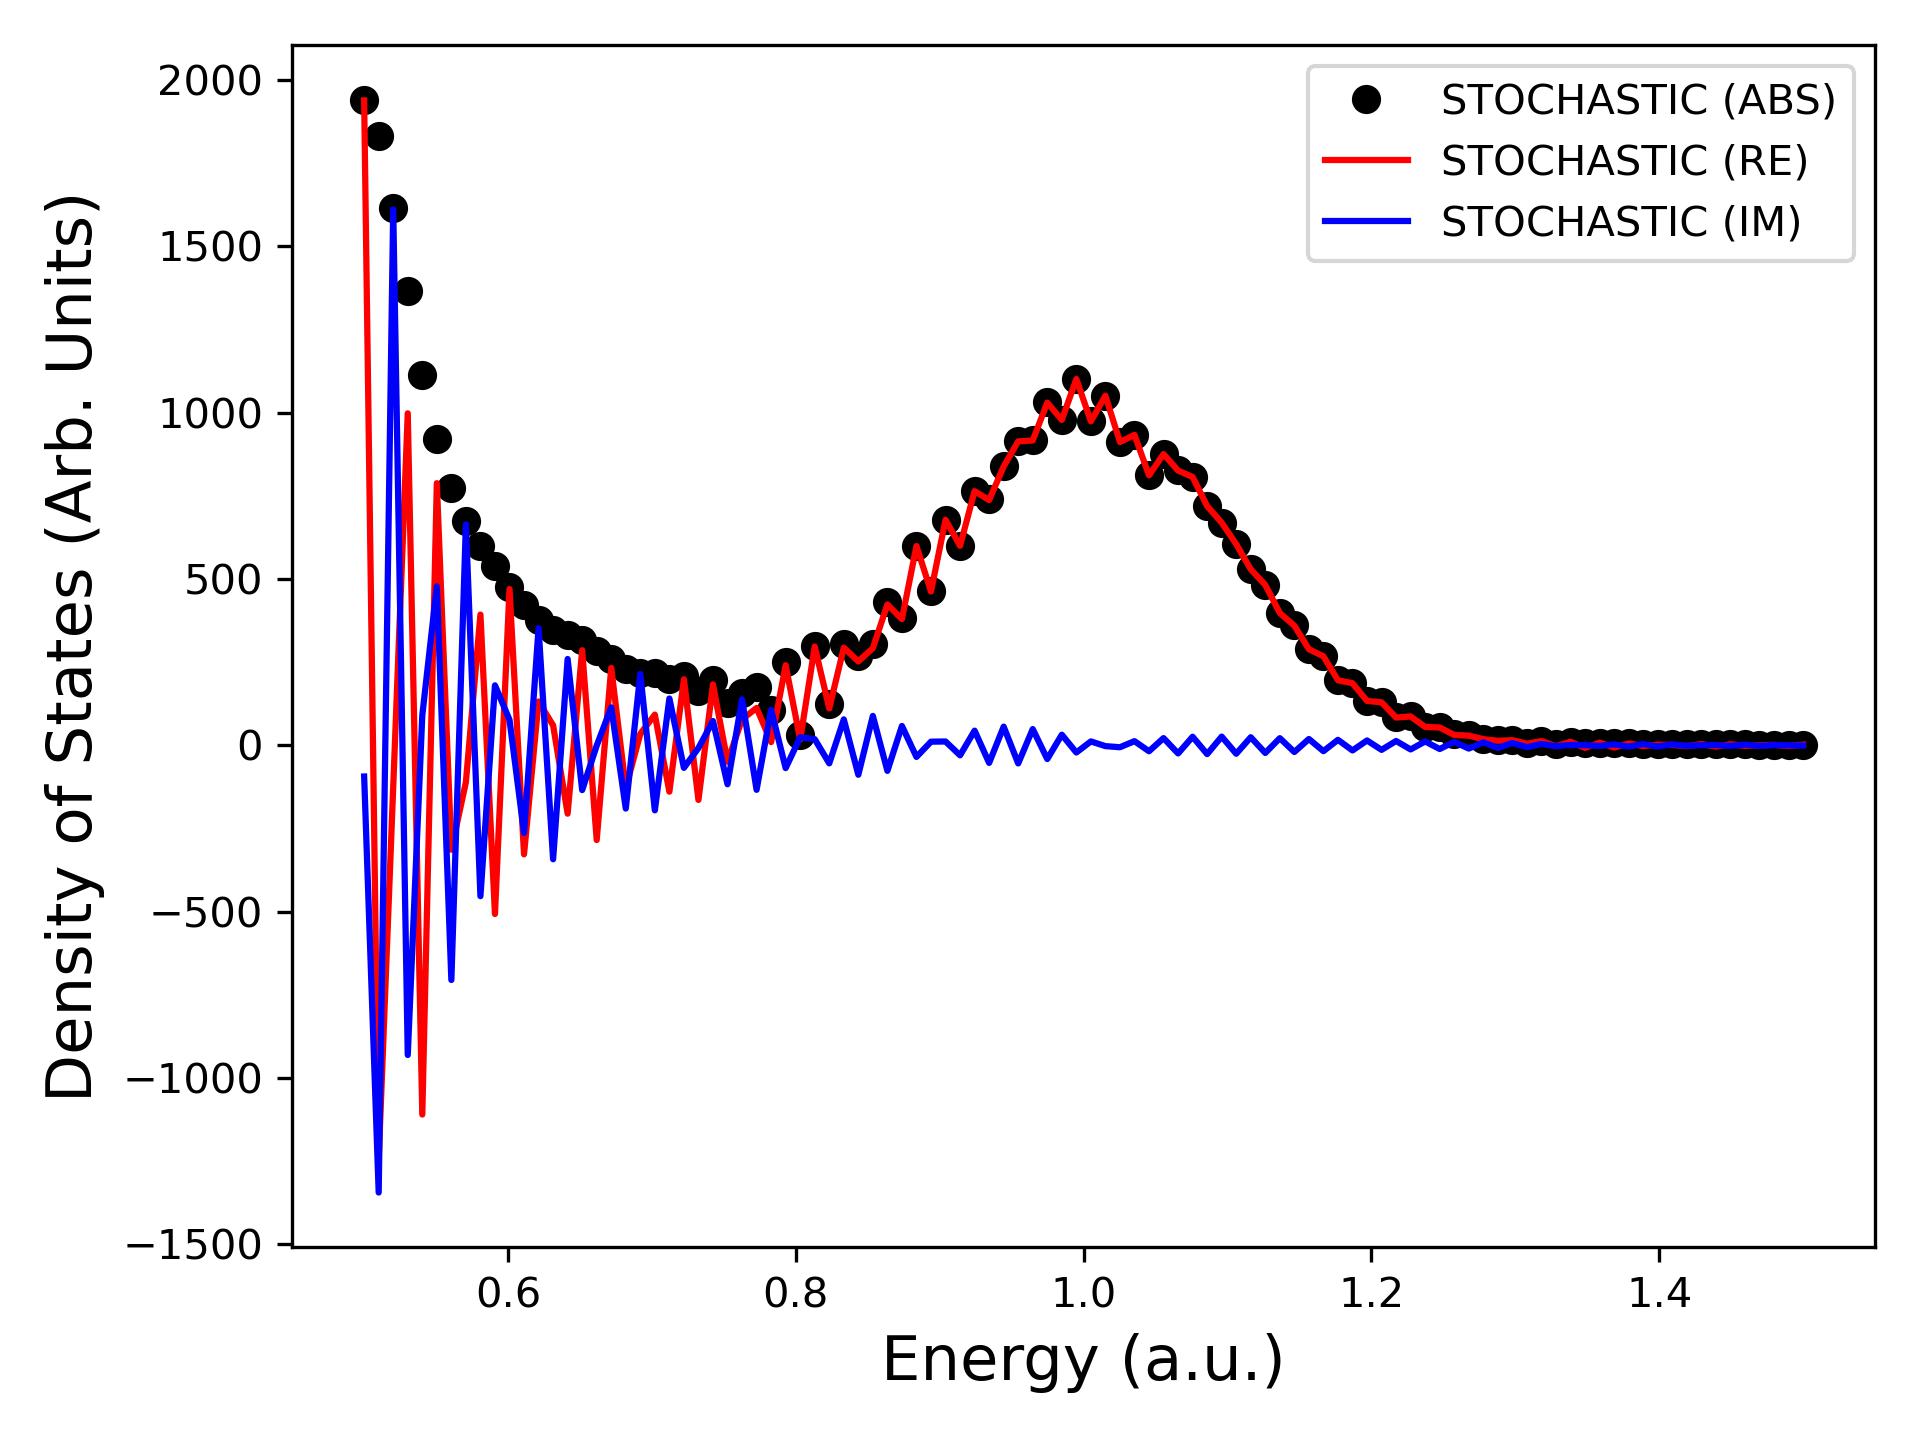 Density of States (Arb. Units)
2000
1500
1000
500
0
−500
−1000
−1500
STOCHASTIC (ABS)
STOCHASTIC (RE)
STOCHASTIC (IM)
0.6 0.8 1.0 1.2 1.4
Energy (a.u.)